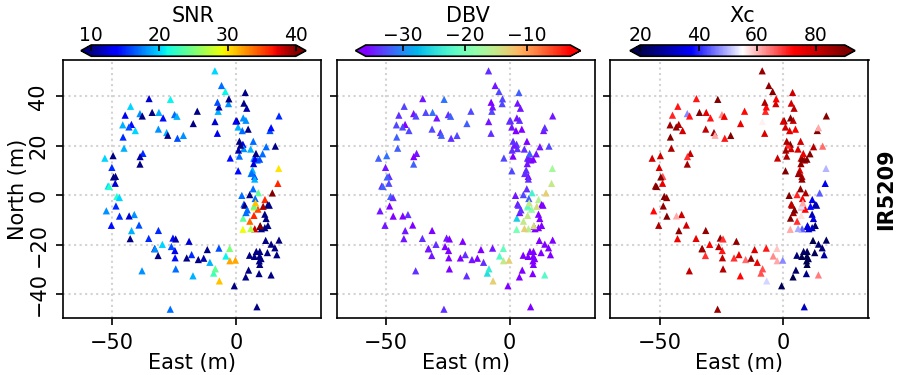 SNR
10 20 30 40
DBV
−30 −20 −10
Xc
20 40 60 80
North (m)
40
20
0
−20
−40
−50 0
East (m)
−50 0
East (m)
−50 0
East (m)
IR5209